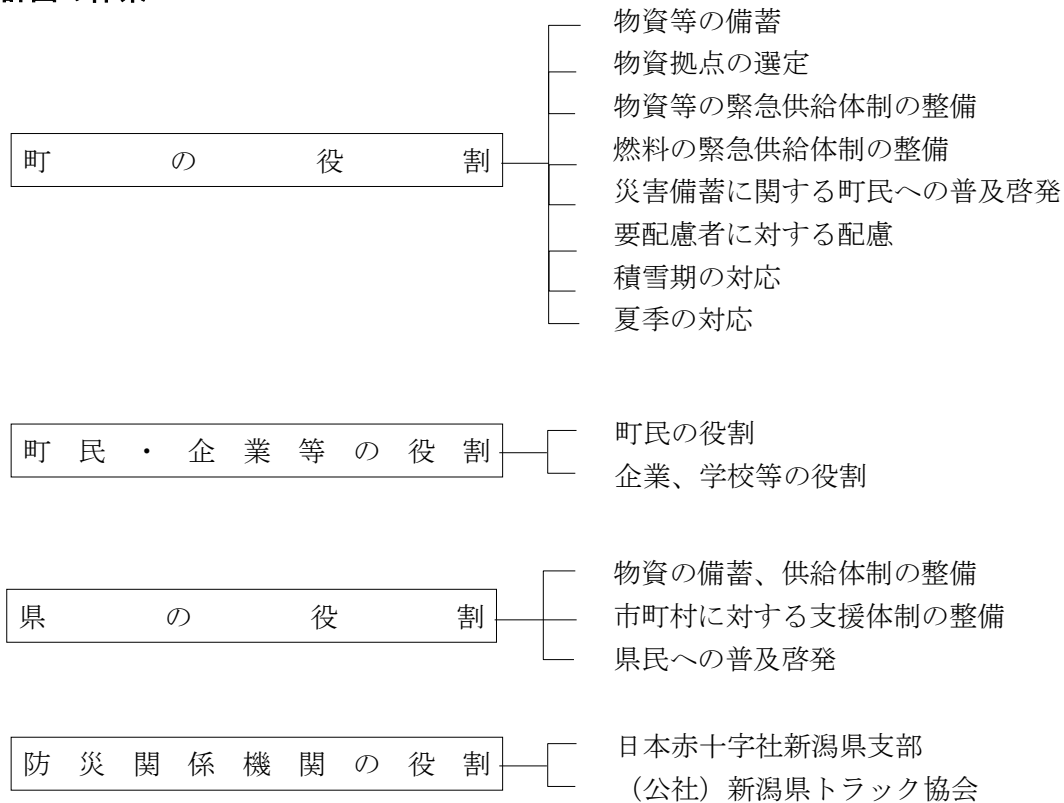 物資等の備蓄
物資拠点の選定
物資等の緊急供給体制の整備
町の役割
燃料の緊急供給体制の整備
災害備蓄に関する町民への普及啓発
要配慮者に対する配慮
積雪期の対応
夏季の対応
町民・企業等の役割
町民の役割
企業、学校等の役割
物資の備蓄、供給体制の整備
県の役割
市町村に対する支援体制の整備
県民への普及啓発
防災関係機関の役割
日本赤十字社新潟県支部
（公社）新潟県トラック協会